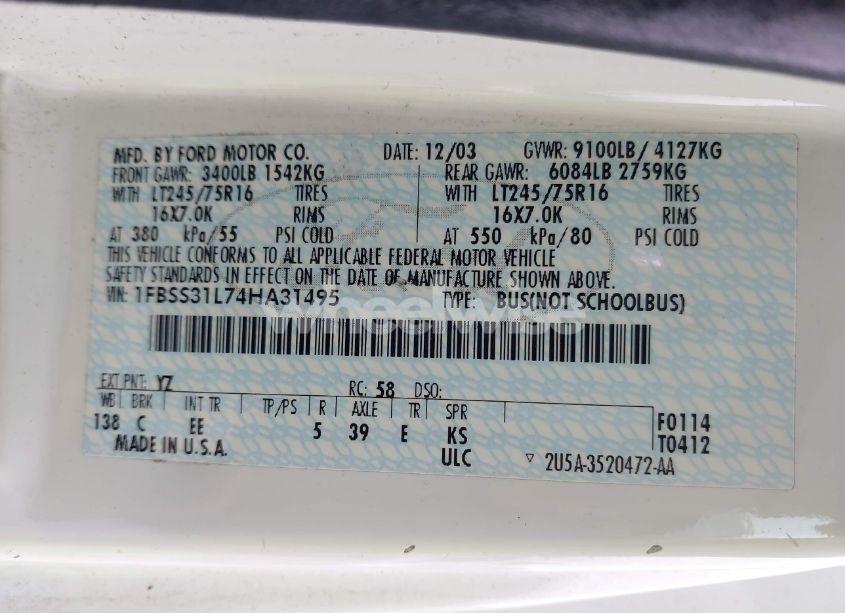 MFD. BY FORD MOTOR CO. DATE: 12/03 GVWR: 9100LB/ 4127KG
FRONT GAWR: 3400LB 1542KG REAR GAWR: 6084LB 2759KG
WITH LT245/75R16 TIRES WITH LT245/75R16 TIRES
16X7.0K RIMS 16X7.0K RIMS
AT 380 kPa/55 PSI COLD AT 550 kPa/80 PSI COLD
THIS VEHICLE CONFORMS TO ALL APPLICABLE FEDERAL MOTOR VEHICLE
SAFETY STANDARDS IN EFFECT ON THE DATE OF MANUFACTURE SHOWN ABOVE.
VIN: 1FBSS31L74HA31495 TYPE: BUS(NOT SCHOOLBUS)
wheelwise
EXT PNT: YZ RC: 58 DSO:
WB BRK INT TR TP/PS R AXLE TR SPR
138 C EE 5 39 E KS F0114
ULC T0412
MADE IN U.S.A. ▽ 2U5A-3520472-AA